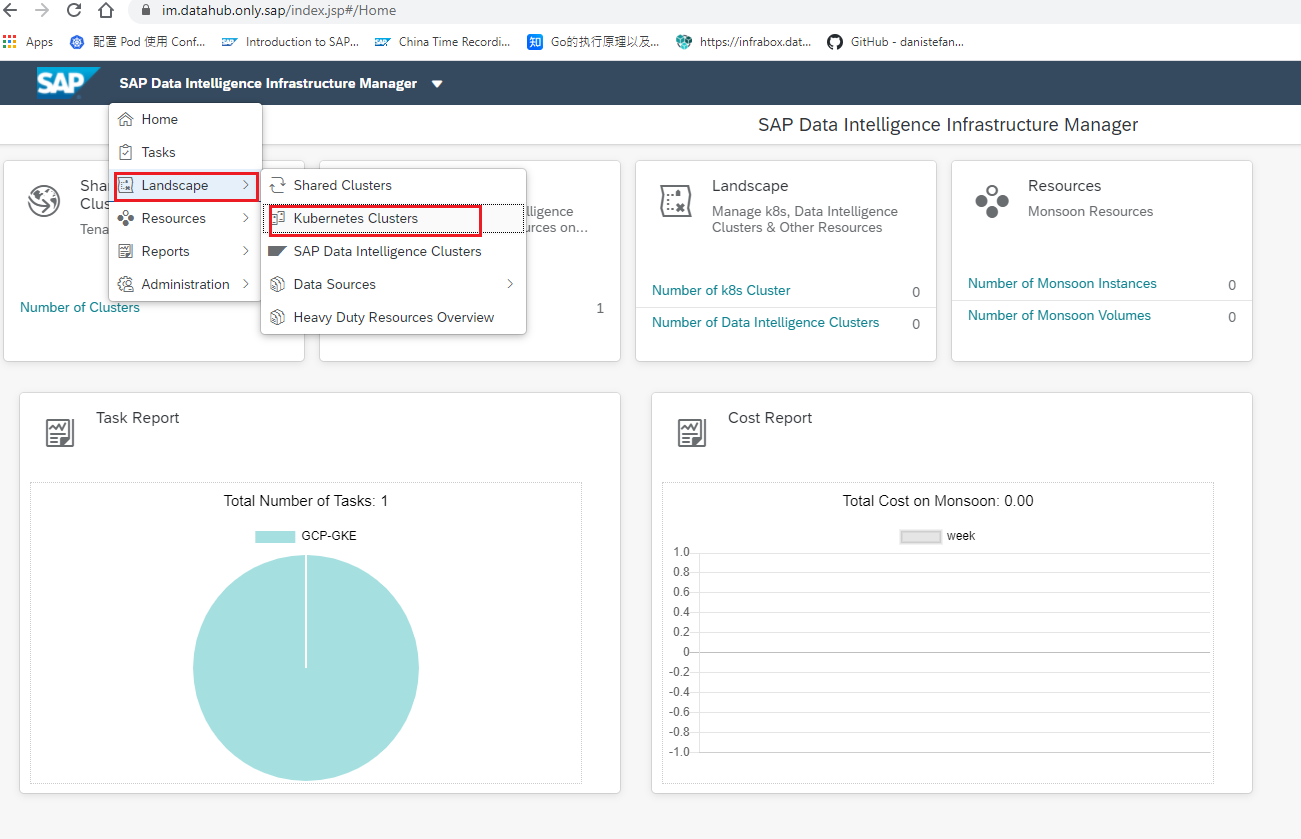 im.datahub.only.sap/index.jsp#/Home
Apps
配置 Pod 使用 Conf...
Introduction to SAP...
China Time Recordi...
Go的执行原理以及...
https://infrabox.dat...
GitHub - danistefan...
SAP
SAP Data Intelligence Infrastructure Manager
SAP Data Intelligence Infrastructure Manager
Home
Tasks
Landscape
Resources
Reports
Administration
Shared Clusters
Kubernetes Clusters
SAP Data Intelligence Clusters
Data Sources
Heavy Duty Resources Overview
Number of Clusters
1
Landscape
Manage k8s, Data Intelligence
Clusters & Other Resources
Number of k8s Cluster
0
Number of Data Intelligence Clusters
0
Resources
Monsoon Resources
Number of Monsoon Instances
0
Number of Monsoon Volumes
0
Task Report
Total Number of Tasks: 1
GCP-GKE
Cost Report
Total Cost on Monsoon: 0.00
week
1.0
0.8
0.6
0.4
0.2
0
-0.2
-0.4
-0.6
-0.8
-1.0